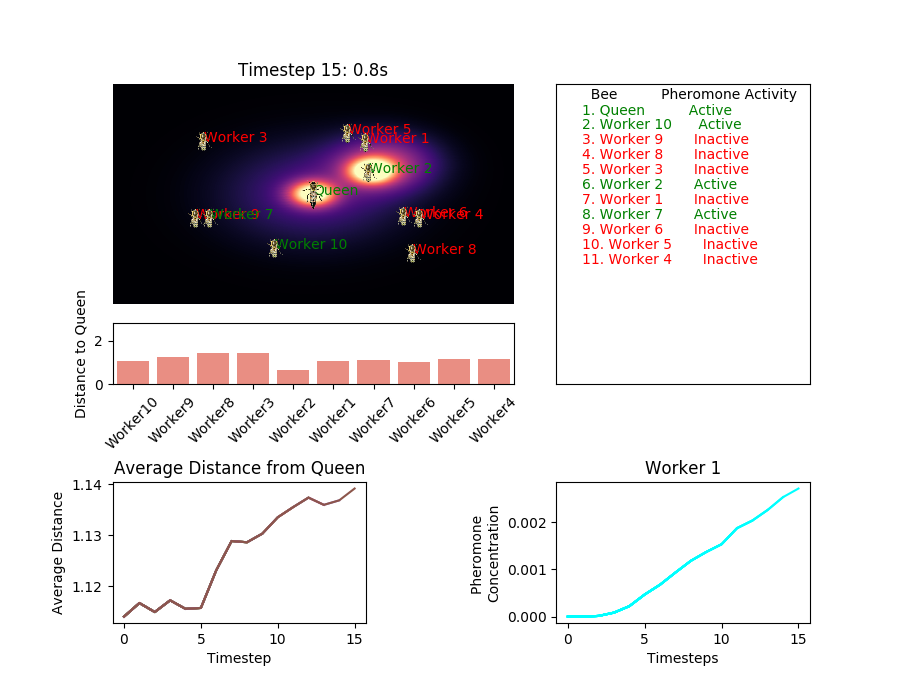 Timestep 15: 0.8s
Worker 5
Worker 3
Worker 1
Worker 2
Queen
Worker 9
Worker 7
Worker 6
Worker 4
Worker 10
Worker 8
Bee Pheromone Activity
1. Queen Active
2. Worker 10 Active
3. Worker 9 Inactive
4. Worker 8 Inactive
5. Worker 3 Inactive
6. Worker 2 Active
7. Worker 1 Inactive
8. Worker 7 Active
9. Worker 6 Inactive
10. Worker 5 Inactive
11. Worker 4 Inactive
Distance to Queen
2
0
Worker10 Worker9 Worker8 Worker3 Worker2 Worker1 Worker7 Worker6 Worker5 Worker4
Average Distance from Queen
Average Distance
1.14
1.13
1.12
0 5 10 15
Timestep
Worker 1
Pheromone
Concentration
0.002
0.001
0.000
0 5 10 15
Timesteps